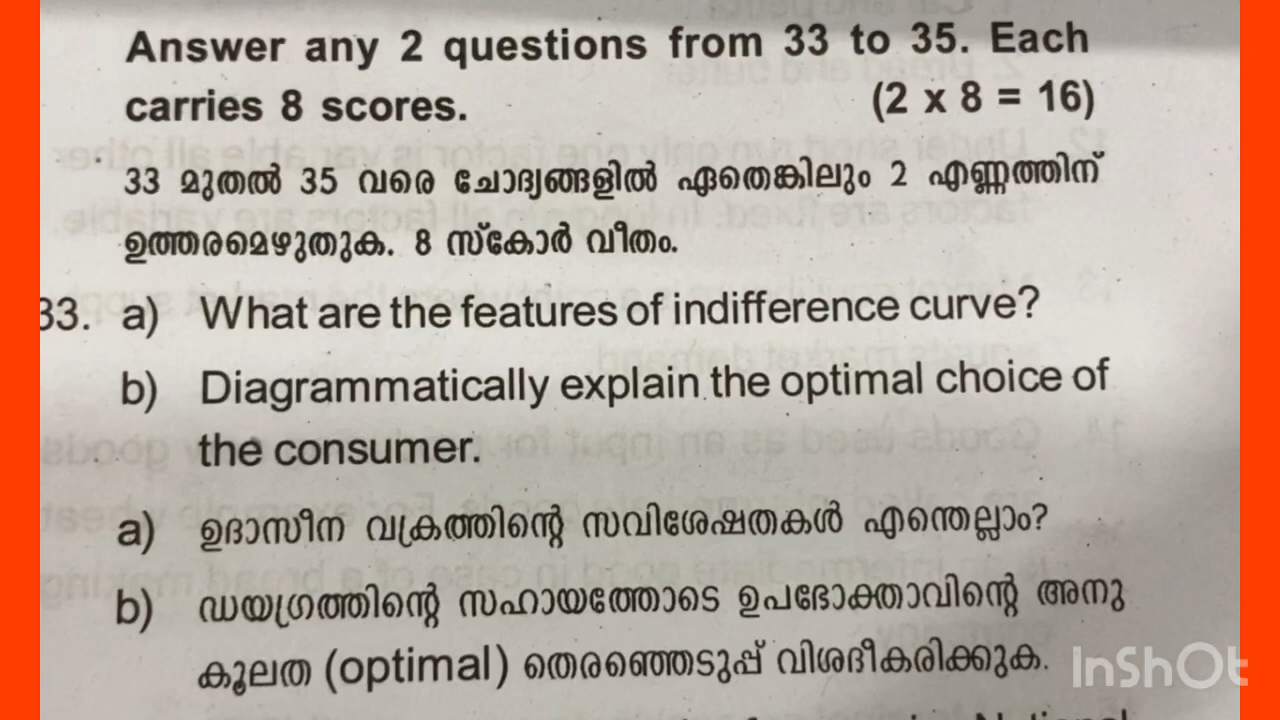 Answer any 2 questions from 33 to 35. Each
carries 8 scores. (2 x 8 = 16)
33 മുതൽ 35 വരെ ചോദ്യങ്ങളിൽ ഏതെങ്കിലും 2 എണ്ണത്തിന്
ഉത്തരമെഴുതുക. 8 സ്കോർ വീതം.
33. a) What are the features of indifference curve?
b) Diagrammatically explain the optimal choice of
the consumer.
a) ഉദാസീന വക്രത്തിന്റെ സവിശേഷതകൾ എന്തെല്ലാം?
b) ഡയഗ്രത്തിന്റെ സഹായത്തോടെ ഉപഭോക്താവിന്റെ അനു
കൂലത (optimal) തെരഞ്ഞെടുപ്പ് വിശദീകരിക്കുക.
InShOt